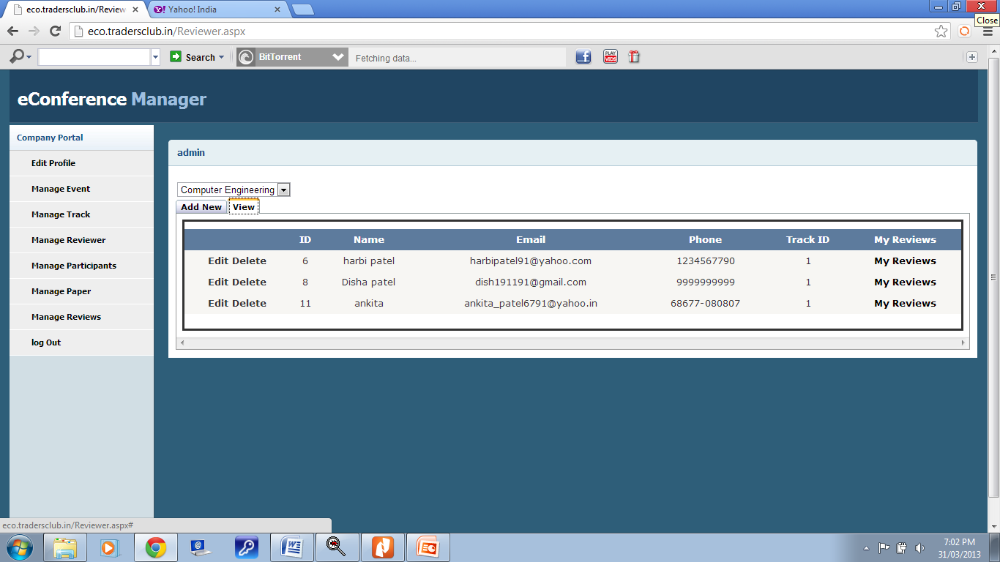 eco.tradersclub.in/Review
Yahoo! India
Close
eco.tradersclub.in/Reviewer.aspx
Search
BitTorrent
Fetching data...
PLAY VIDS
eConference Manager
Company Portal
Edit Profile
Manage Event
Manage Track
Manage Reviewer
Manage Participants
Manage Paper
Manage Reviews
log Out
admin
Computer Engineering
Add New View
ID Name Email Phone Track ID My Reviews
Edit Delete 6 harbi patel harbipatel91@yahoo.com 1234567790 1 My Reviews
Edit Delete 8 Disha patel dish191191@gmail.com 9999999999 1 My Reviews
Edit Delete 11 ankita ankita_patel6791@yahoo.in 68677-080807 1 My Reviews
eco.tradersclub.in/Reviewer.aspx#
7:02 PM
31/03/2013